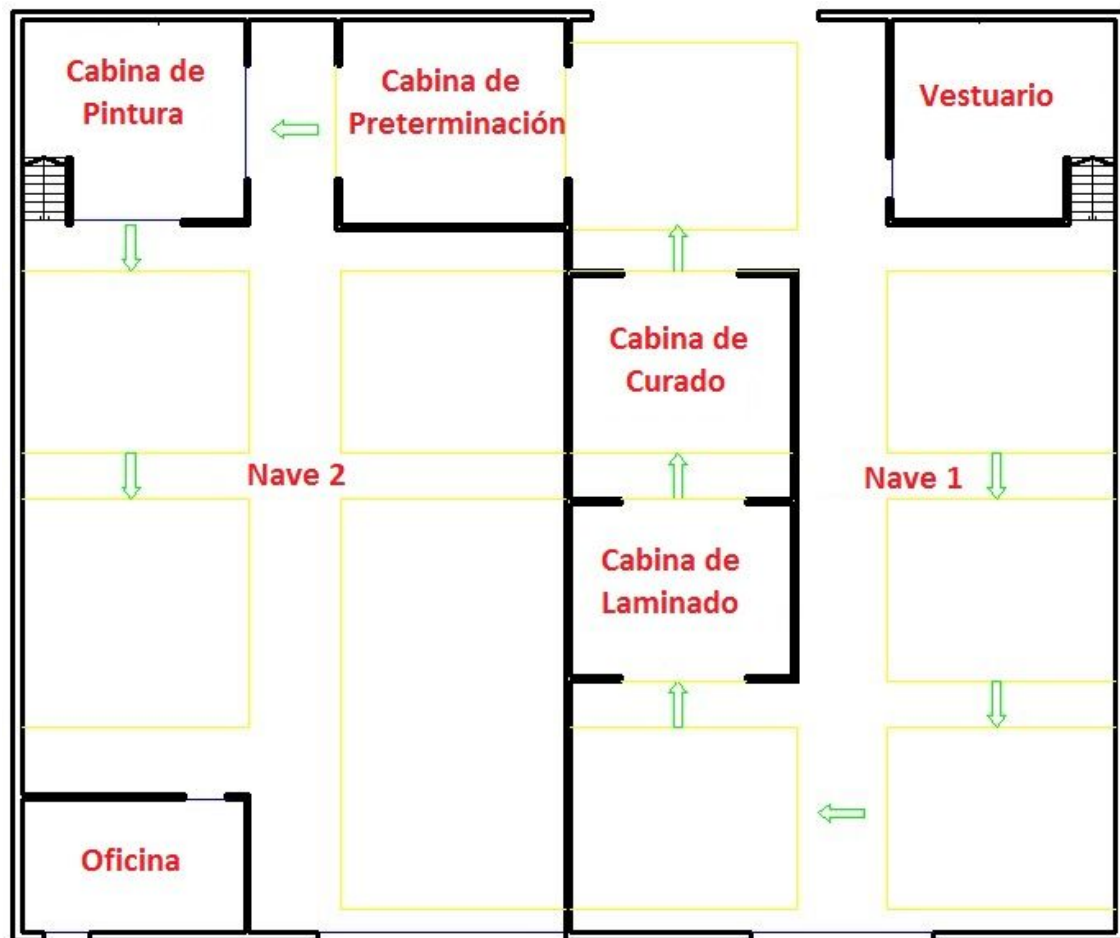 Cabina de
Pintura
Cabina de
Preterminación
Vestuario
Cabina de
Curado
Nave 2
Nave 1
Cabina de
Laminado
Oficina